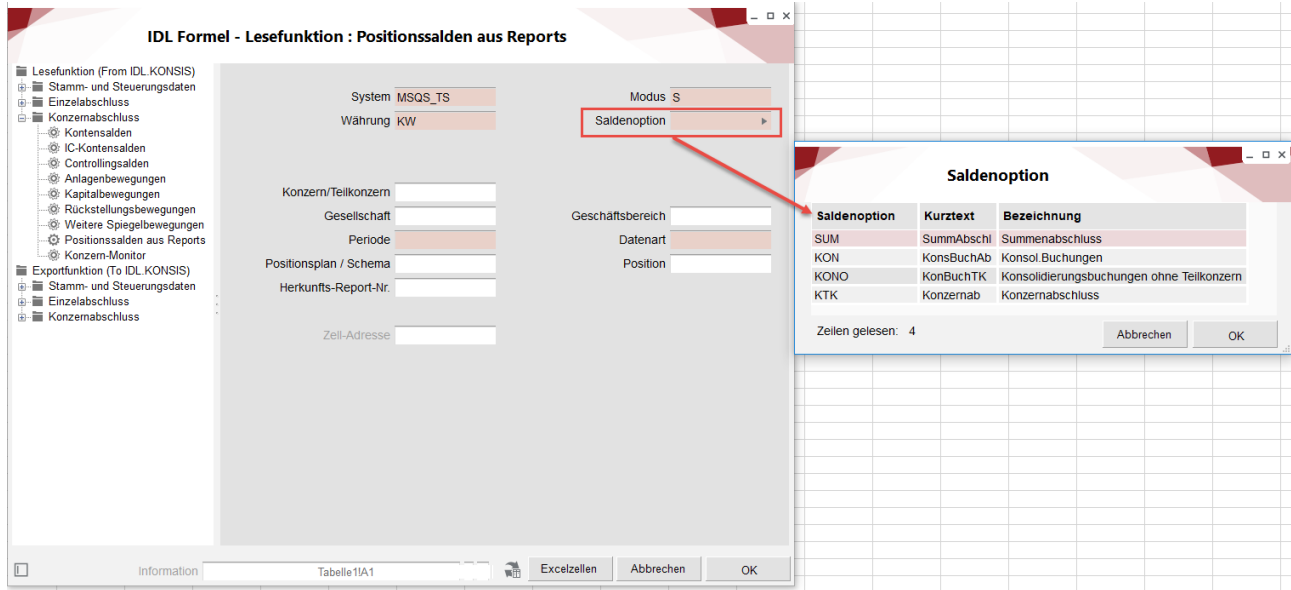 IDL Formel - Lesefunktion : Positionssalden aus Reports
Lesefunktion (From IDL.KONSIS)
Stamm- und Steuerungsdaten
Einzelabschluss
Konzernabschluss
Kontensalden
IC-Kontensalden
Controllingsalden
Anlagenbewegungen
Kapitalbewegungen
Rückstellungsbewegungen
Weitere Spiegelbewegungen
Positionssalden aus Reports
Konzern-Monitor
Exportfunktion (To IDL.KONSIS)
Stamm- und Steuerungsdaten
Einzelabschluss
Konzernabschluss
System MSQS_TS Modus S
Währung KW Saldenoption
Konzern/Teilkonzern
Gesellschaft Geschäftsbereich
Periode Datenart
Positionsplan / Schema Position
Herkunfts-Report-Nr.
Zell-Adresse
Information Tabelle1!A1 Excelzellen Abbrechen OK
Saldenoption
Saldenoption Kurztext Bezeichnung
SUM SummAbschl Summenabschluss
KON KonsBuchAb Konsol.Buchungen
KONO KonBuchTK Konsolidierungsbuchungen ohne Teilkonzern
KTK Konzernab Konzernabschluss
Zeilen gelesen: 4 Abbrechen OK